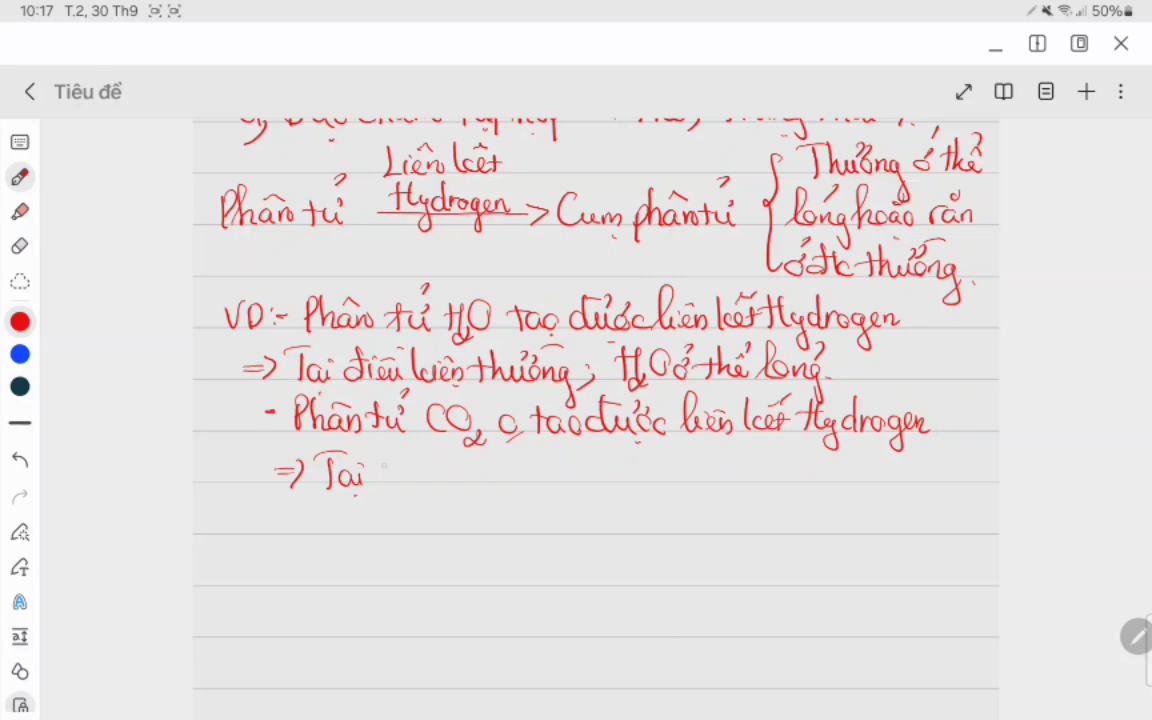 10:17 T.2, 30 Th9
50%
Tiêu đề
Liên kết
Phân tử Hydrogen -> Cụm phân tử { Thường ở thể
lỏng hoặc rắn
ở đk thường.
VD: - Phân tử H2O tạo được liên kết Hydrogen
=> Tại điều kiện thường, H2O ở thể lỏng.
- Phân tử CO2 o tạo được liên kết Hydrogen
=> Tại